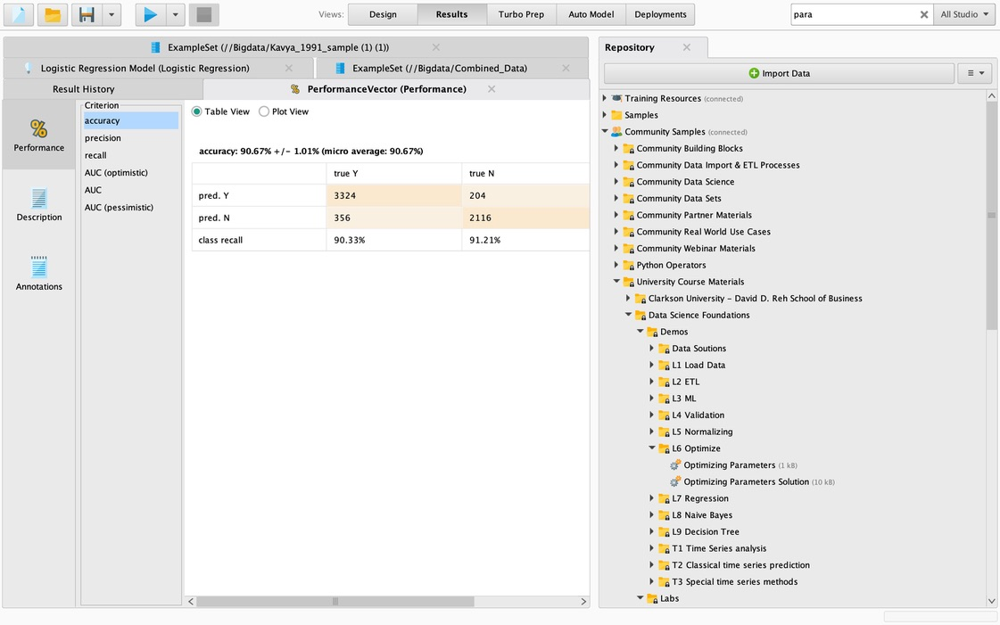 Views: Design Results Turbo Prep Auto Model Deployments para All Studio
ExampleSet (//Bigdata/Kavya_1991_sample (1) (1))
Logistic Regression Model (Logistic Regression) ExampleSet (//Bigdata/Combined_Data)
Result History PerformanceVector (Performance)
Performance
Description
Annotations
Criterion
accuracy
precision
recall
AUC (optimistic)
AUC
AUC (pessimistic)
Table View Plot View
accuracy: 90.67% +/- 1.01% (micro average: 90.67%)
true Y true N
pred. Y 3324 204
pred. N 356 2116
class recall 90.33% 91.21%
Repository
Import Data
Training Resources (connected)
Samples
Community Samples (connected)
Community Building Blocks
Community Data Import & ETL Processes
Community Data Science
Community Data Sets
Community Partner Materials
Community Real World Use Cases
Community Webinar Materials
Python Operators
University Course Materials
Clarkson University - David D. Reh School of Business
Data Science Foundations
Demos
Data Soutions
L1 Load Data
L2 ETL
L3 ML
L4 Validation
L5 Normalizing
L6 Optimize
Optimizing Parameters (1 kB)
Optimizing Parameters Solution (10 kB)
L7 Regression
L8 Naive Bayes
L9 Decision Tree
T1 Time Series analysis
T2 Classical time series prediction
T3 Special time series methods
Labs